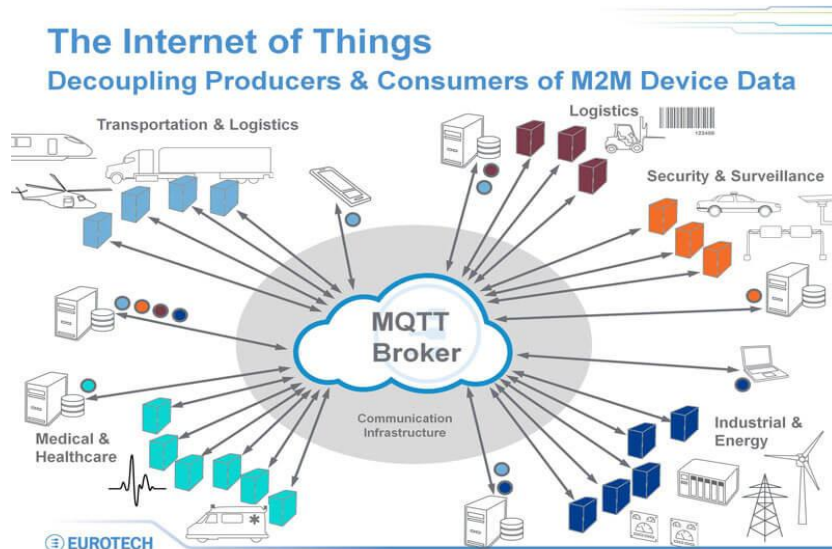 The Internet of Things
Decoupling Producers & Consumers of M2M Device Data
Transportation & Logistics
Logistics
123456
Security & Surveillance
MQTT
Broker
Communication
Infrastructure
Medical &
Healthcare
Industrial &
Energy
EUROTECH